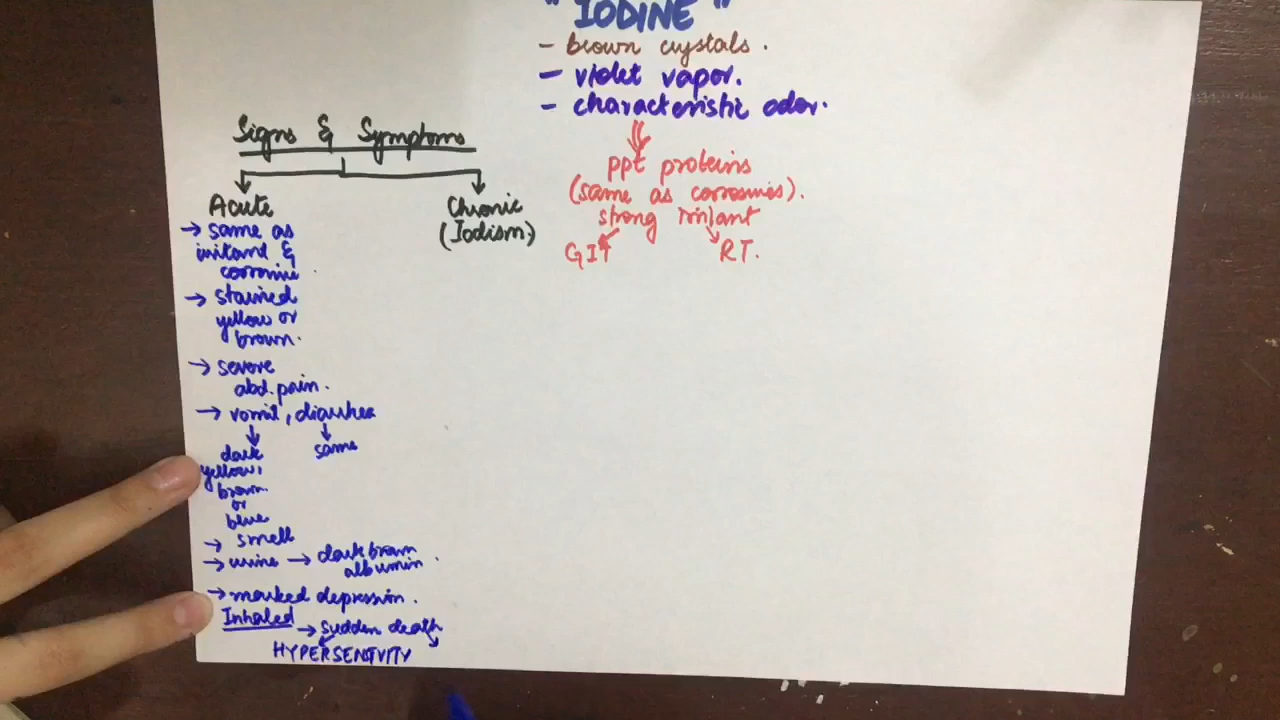 " IODINE "
- brown crystals.
- violet vapor.
- characteristic odor.
ppt proteins
(same as corrosives).
strong irritant
GIT RT.
Signs & Symptoms
Acute
→ same as
irritant &
corrosive
→ stained
yellow or
brown.
→ severe
abd. pain.
→ vomit, diarrhea
dark
yellow,
brown
or
blue
same
→ smell
→ urine → dark brown
albumin
→ marked depression.
Inhaled
→ sudden death
HYPERSENTVITY
Chronic
(Iodism)